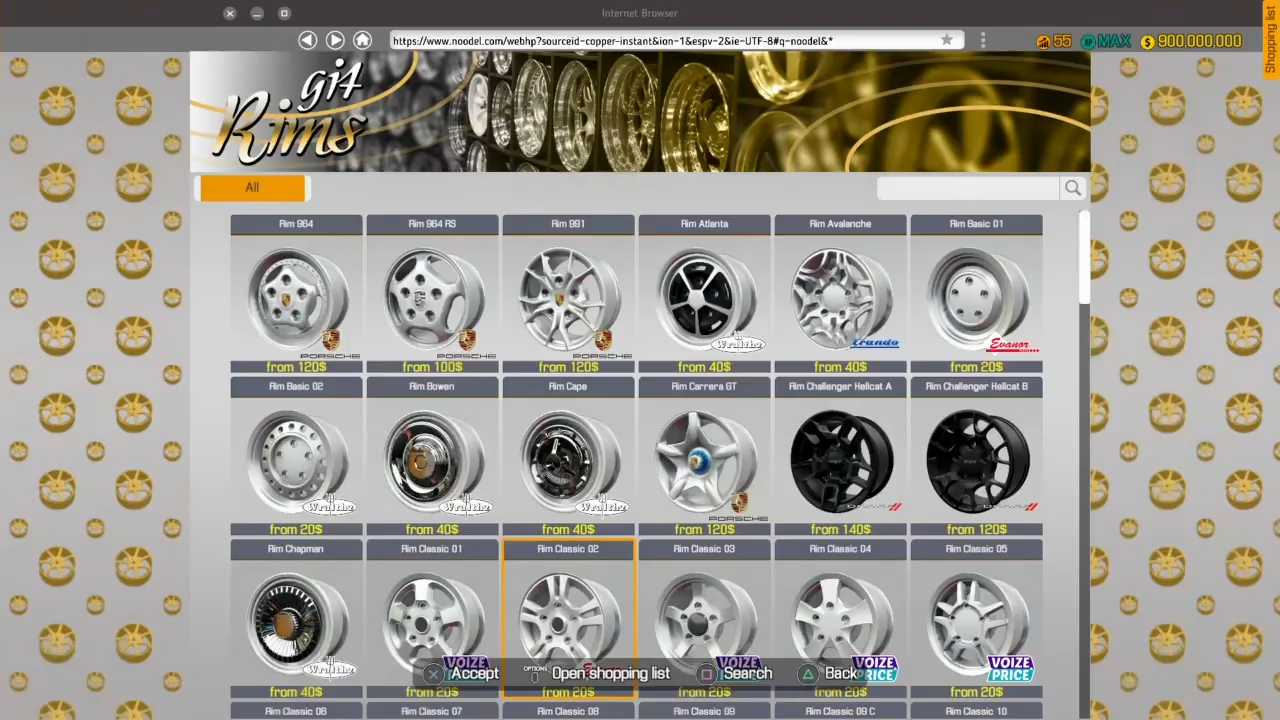 Internet Browser
Shopping list
https://www.noodel.com/webhp?sourceid-copper-instant&ion-1&espv-2&ie-UTF-8#q-noodel&*
55
XP
MAX
$
900.000.000
git
Rims
All
Rim 964
Rim 964 RS
Rim 991
Rim Atlanta
Rim Avalanche
Rim Basic 01
PORSCHE
PORSCHE
PORSCHE
Evanor
from 120$
from 100$
from 120$
from 40$
from 40$
from 20$
Rim Basic 02
Rim Bowen
Rim Cape
Rim Carrera GT
Rim Challenger Hellcat A
Rim Challenger Hellcat B
PORSCHE
from 20$
from 40$
from 40$
from 120$
from 140$
from 120$
Rim Chapman
Rim Classic 01
Rim Classic 02
Rim Classic 03
Rim Classic 04
Rim Classic 05
VOIZE
VOIZE
VOIZE PRICE
VOIZE PRICE
Accept
OPTIONS
Open shopping list
Search
Back
from 40$
from 20$
from 20$
from 20$
from 20$
from 20$
Rim Classic 06
Rim Classic 07
Rim Classic 08
Rim Classic 09
Rim Classic 09 C
Rim Classic 10